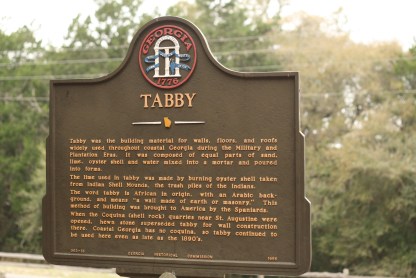 GEORGIA
1776
TABBY
Tabby was the building material for walls, floors, and roofs
widely used throughout coastal Georgia during the Military and
Plantation Eras. It was composed of equal parts of sand,
lime, oyster shell and water mixed into a mortar and poured
into forms.
The lime used in tabby was made by burning oyster shell taken
from Indian Shell Mounds, the trash piles of the Indians.
The word tabby is African in origin, with an Arabic back-
ground, and means "a wall made of earth or masonry." This
method of building was brought to America by the Spaniards.
When the Coquina (shell rock) quarries near St. Augustine were
opened, hewn stone superseded tabby for wall construction
there. Coastal Georgia has no coquina, so tabby continued to
be used here even as late as the 1890's.
GEORGIA HISTORICAL COMMISSION